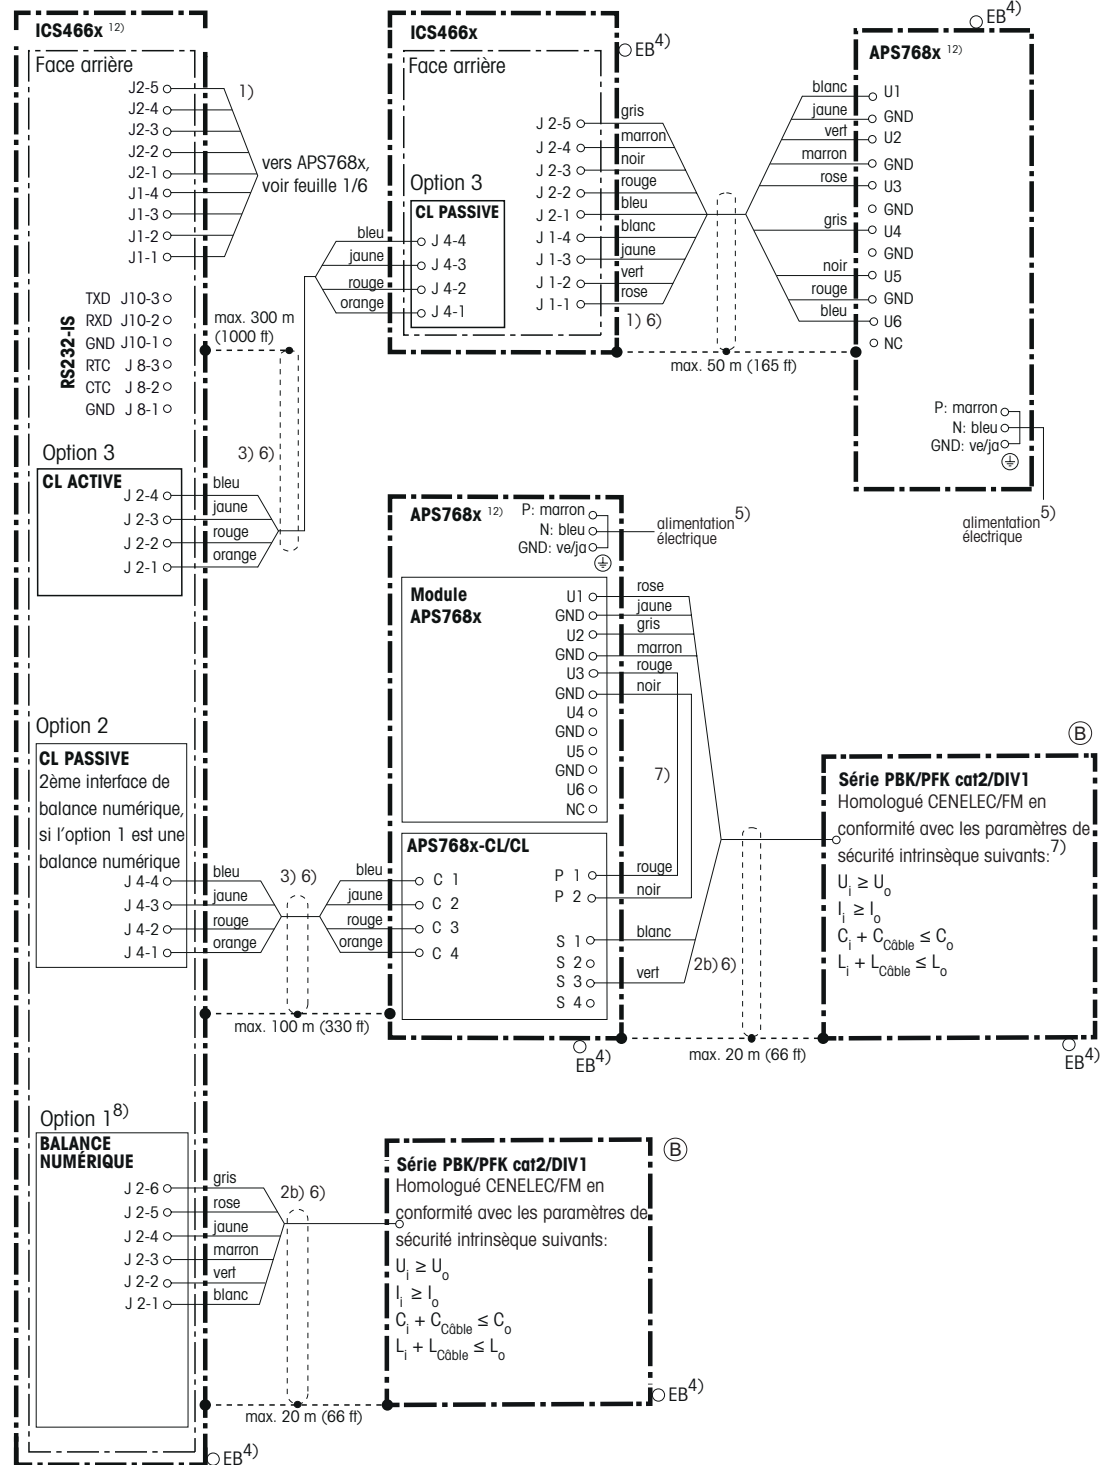 ICS466x 12)
Face arrière
J2-5
J2-4
J2-3
J2-2
J2-1
J1-4
J1-3
J1-2
J1-1
1)
vers APS768x,
voir feuille 1/6
RS232-IS
TXD J10-3
RXD J10-2
GND J10-1
RTC J 8-3
CTC J 8-2
GND J 8-1
max. 300 m
(1000 ft)
3) 6)
Option 3
CL ACTIVE
J 2-4 bleu
J 2-3 jaune
J 2-2 rouge
J 2-1 orange
ICS466x
EB4)
Face arrière
Option 3
CL PASSIVE
bleu J 4-4
jaune J 4-3
rouge J 4-2
orange J 4-1
J 2-5 gris
J 2-4 marron
J 2-3 noir
J 2-2 rouge
J 2-1 bleu
J 1-4 blanc
J 1-3 jaune
J 1-2 vert
J 1-1 rose
1) 6)
max. 50 m (165 ft)
EB4)
APS768x 12)
blanc U1
jaune GND
vert U2
marron GND
rose U3
GND
gris U4
GND
noir U5
rouge GND
bleu U6
NC
P: marron
N: bleu
GND: ve/ja
alimentation5)
électrique
APS768x 12)
P: marron
N: bleu
GND: ve/ja
alimentation5)
électrique
Module
APS768x
U1 rose
GND jaune
U2 gris
GND marron
U3 rouge
GND noir
U4
GND
U5
GND
U6
NC
7)
APS768x-CL/CL
bleu C 1
jaune C 2
rouge C 3
orange C 4
P 1 rouge
P 2 noir
S 1 blanc
S 2
S 3 vert
S 4
2b) 6)
EB4)
max. 20 m (66 ft)
B
Série PBK/PFK cat2/DIV1
Homologué CENELEC/FM en
conformité avec les paramètres de
sécurité intrinsèque suivants:7)
Ui ≥ Uo
Ii ≥ Io
Ci + CCâble ≤ Co
Li + LCâble ≤ Lo
EB4)
Option 2
CL PASSIVE
2ème interface de
balance numérique,
si l'option 1 est une
balance numérique
J 4-4 bleu
J 4-3 jaune
J 4-2 rouge
J 4-1 orange
3) 6)
max. 100 m (330 ft)
Option 18)
BALANCE
NUMÉRIQUE
J 2-6 gris
J 2-5 rose
J 2-4 jaune
J 2-3 marron
J 2-2 vert
J 2-1 blanc
2b) 6)
max. 20 m (66 ft)
EB4)
B
Série PBK/PFK cat2/DIV1
Homologué CENELEC/FM en
conformité avec les paramètres de
sécurité intrinsèque suivants:
Ui ≥ Uo
Ii ≥ Io
Ci + CCâble ≤ Co
Li + LCâble ≤ Lo
EB4)